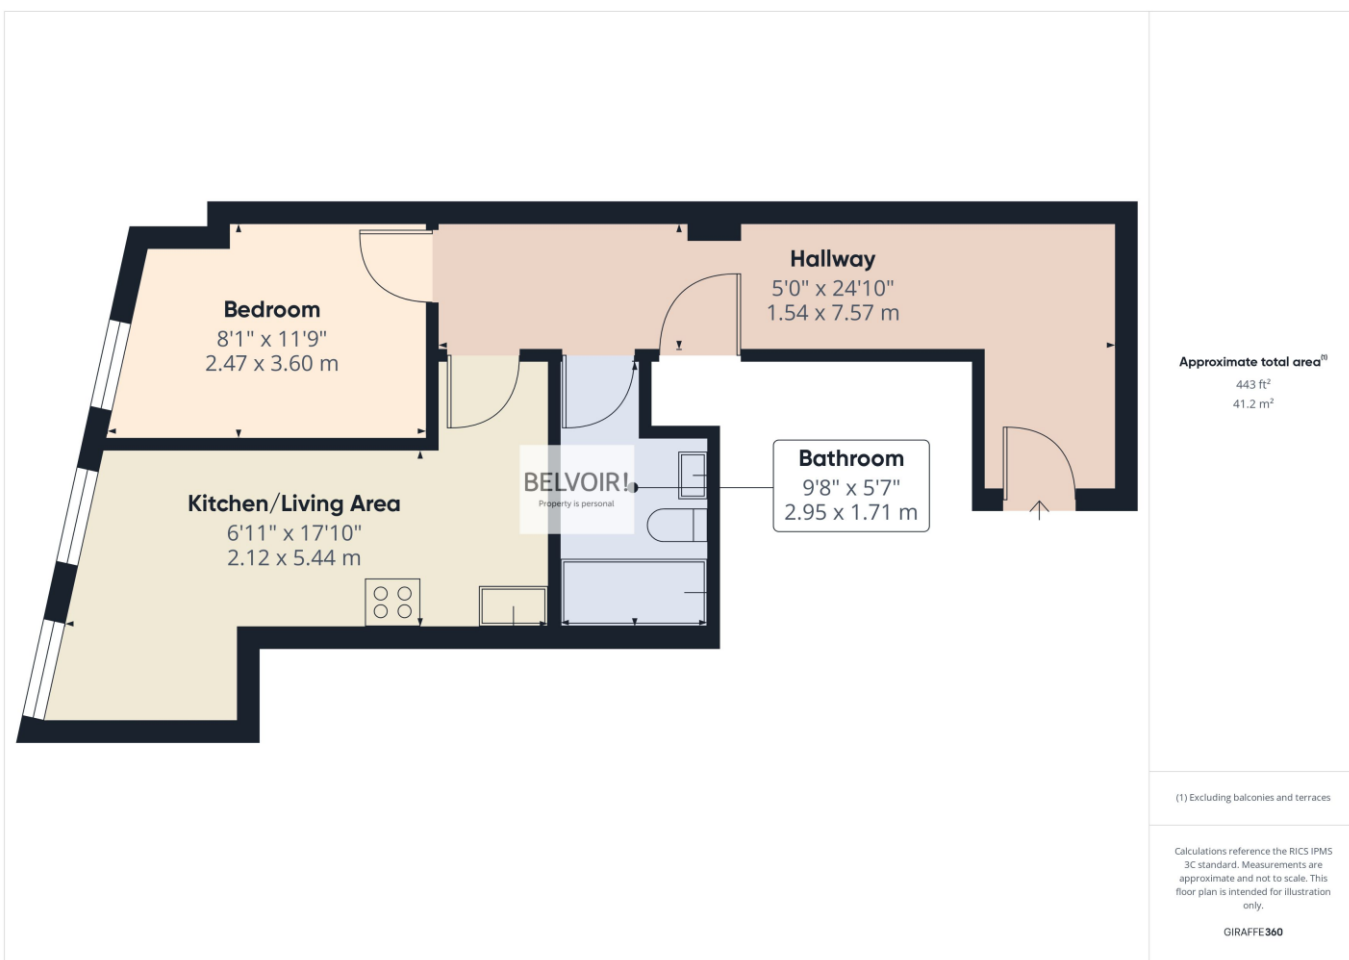 Hallway
5'0" x 24'10"
1.54 x 7.57 m
Bedroom
8'1" x 11'9"
2.47 x 3.60 m
Kitchen/Living Area
6'11" x 17'10"
2.12 x 5.44 m
BELVOIR!
Property is personal
Bathroom
9'8" x 5'7"
2.95 x 1.71 m
Approximate total area(1)
443 ft²
41.2 m²
(1) Excluding balconies and terraces
Calculations reference the RICS IPMS
3C standard. Measurements are
approximate and not to scale. This
floor plan is intended for illustration
only.
GIRAFFE360